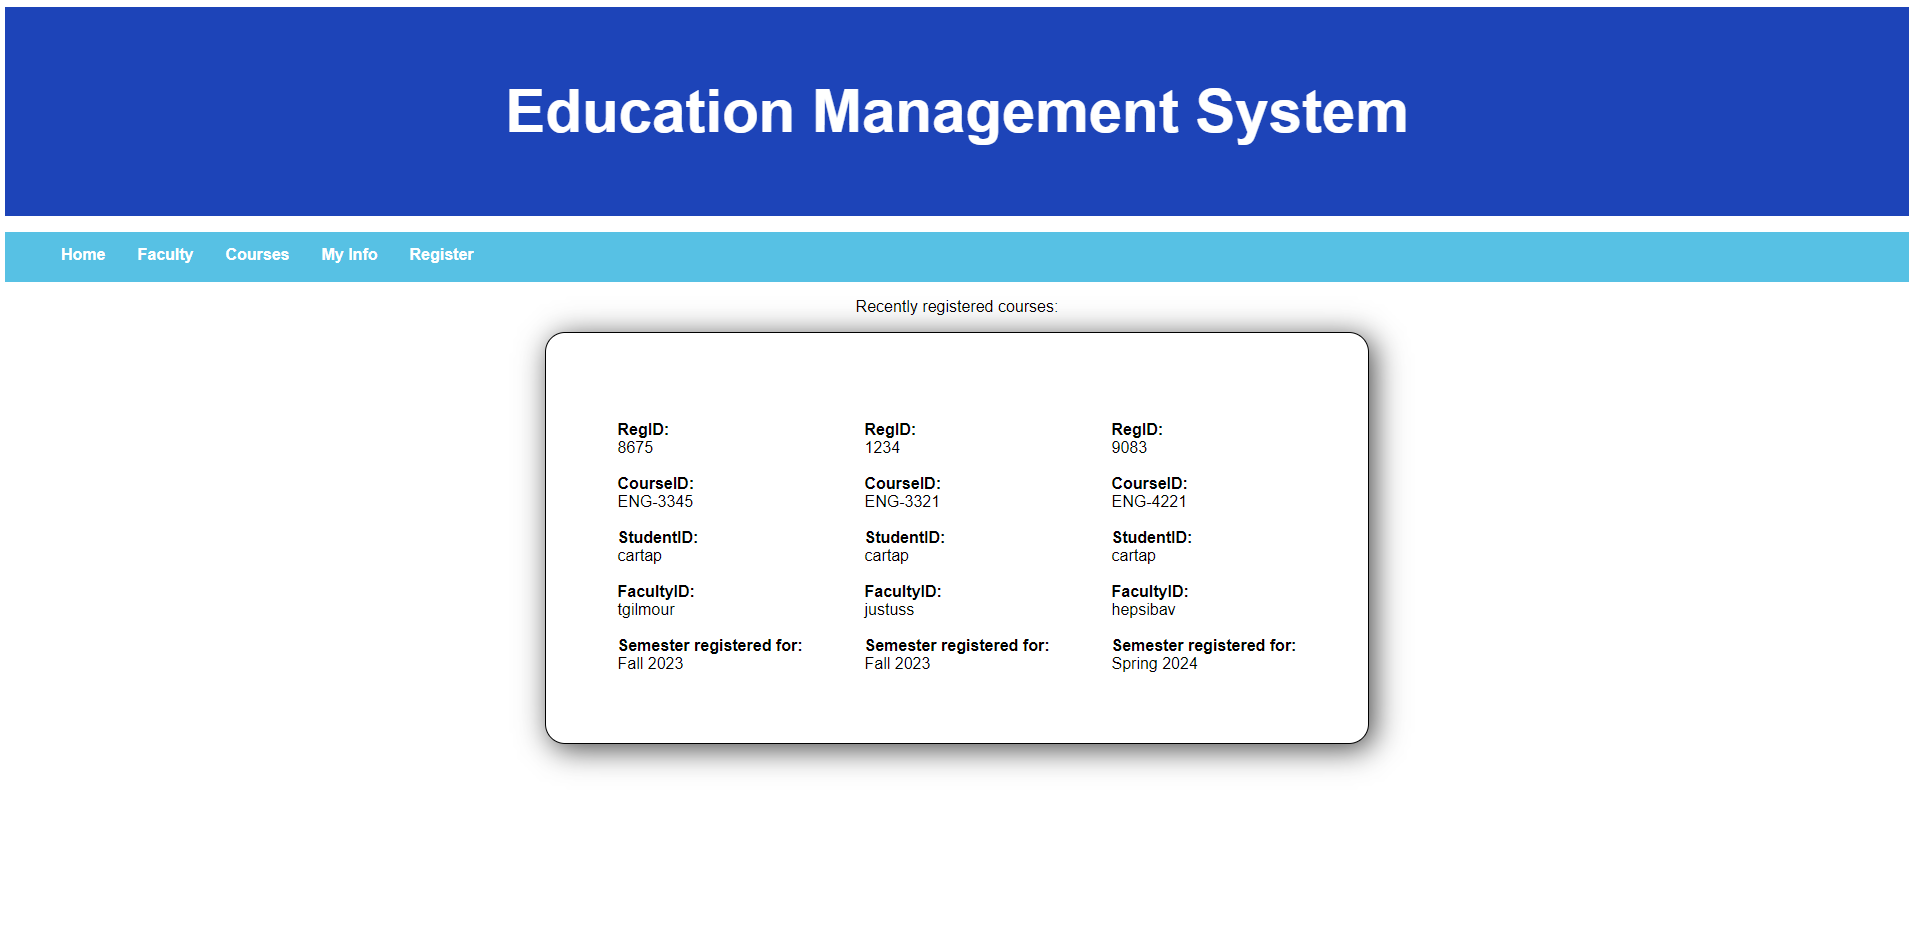 Education Management System
Home Faculty Courses My Info Register
Recently registered courses:
RegID:
8675
CourseID:
ENG-3345
StudentID:
cartap
FacultyID:
tgilmour
Semester registered for:
Fall 2023
RegID:
1234
CourseID:
ENG-3321
StudentID:
cartap
FacultyID:
justuss
Semester registered for:
Fall 2023
RegID:
9083
CourseID:
ENG-4221
StudentID:
cartap
FacultyID:
hepsibav
Semester registered for:
Spring 2024